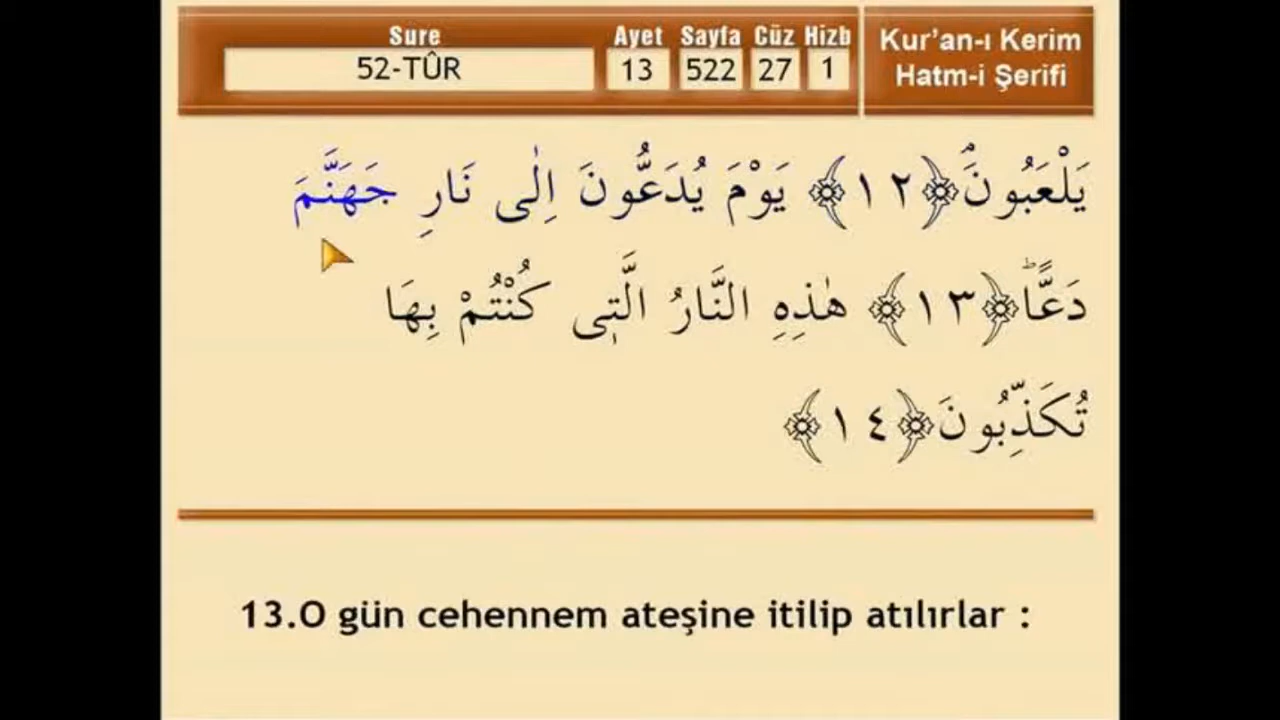 Sure Ayet Sayfa Cüz Hizb
52-TÛR 13 522 27 1
Kur'an-ı Kerim
Hatm-i Şerifi
يَلْعَبُونَۢ ﴿١٢﴾ يَوْمَ يُدَعُّونَ اِلٰى نَارِ جَهَنَّمَ
دَعًّاۜ ﴿١٣﴾ هٰذِهِ النَّارُ الَّت۪ى كُنْتُمْ بِهَا
تُكَذِّبُونَ ﴿١٤﴾
13.O gün cehennem ateşine itilip atılırlar :